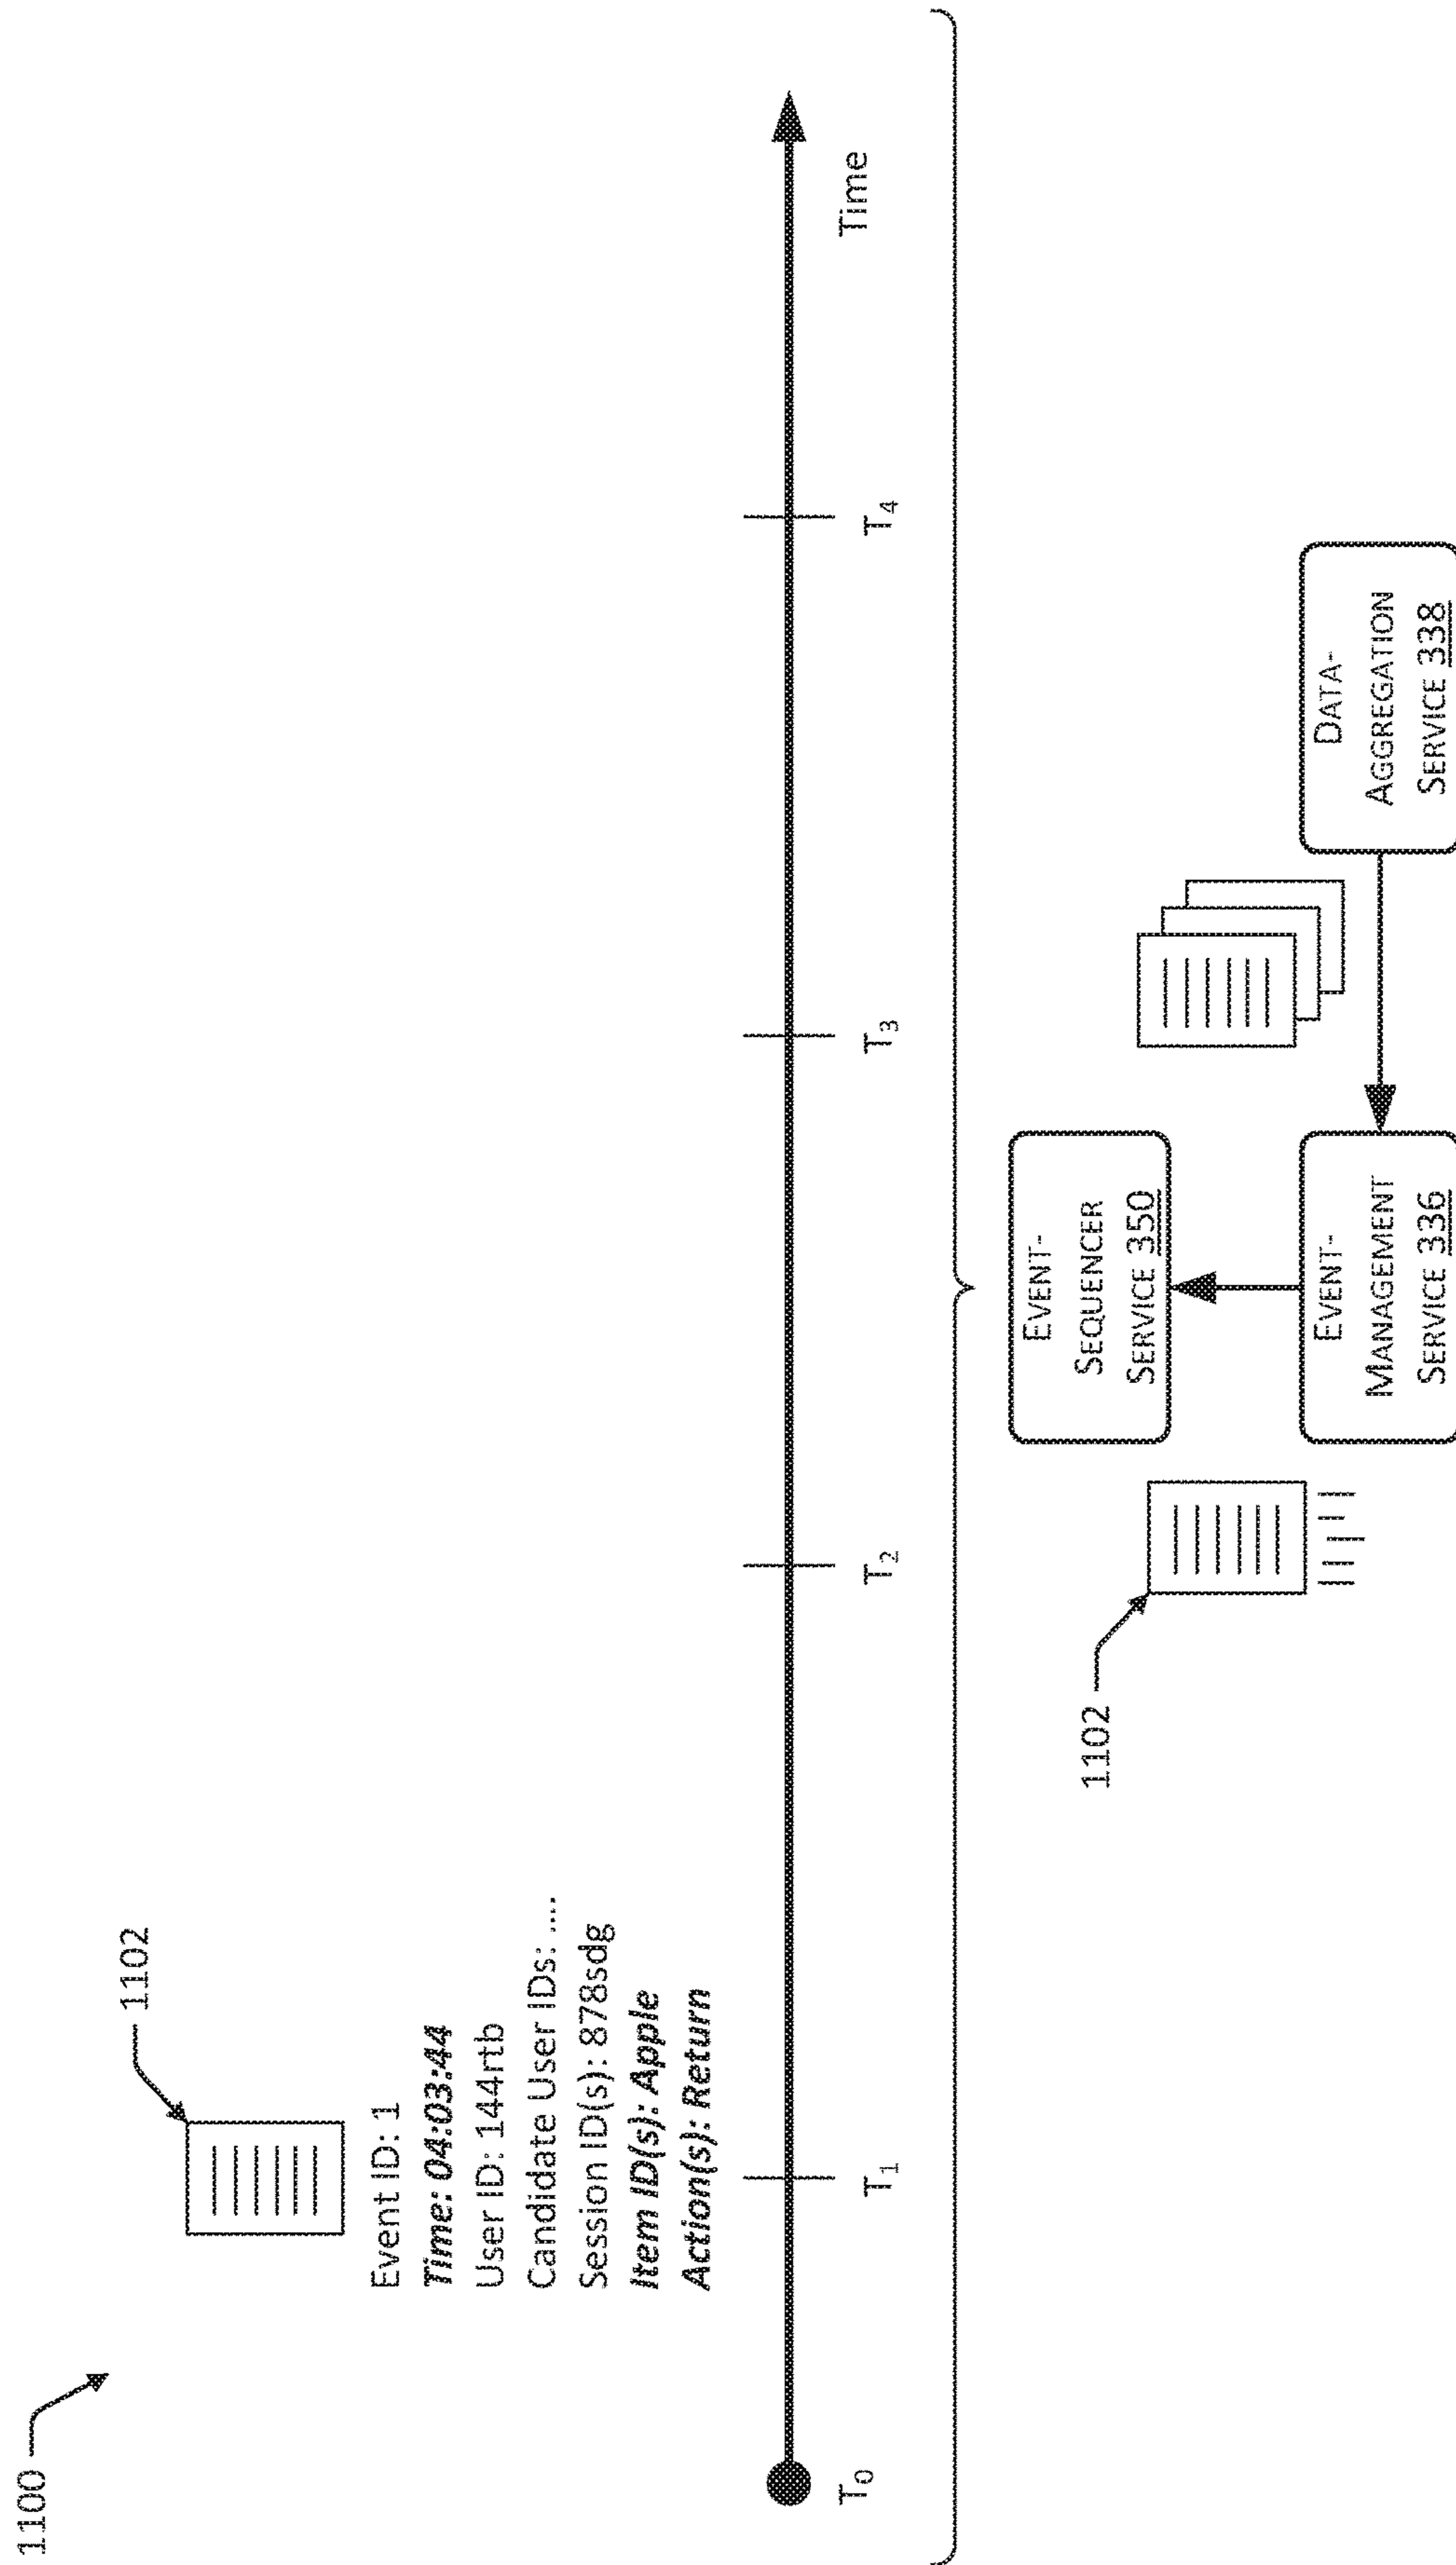 1100
1102
Event ID: 1
Time: 04:03:44
User ID: 144rtb
Candidate User IDs: ....
Session ID(s): 878sdg
Item ID(s): Apple
Action(s): Return
T0
T1
T2
T3
T4
Time
1102
EVENT-
SEQUENCER
SERVICE 350
EVENT-
MANAGEMENT
SERVICE 336
DATA-
AGGREGATION
SERVICE 338